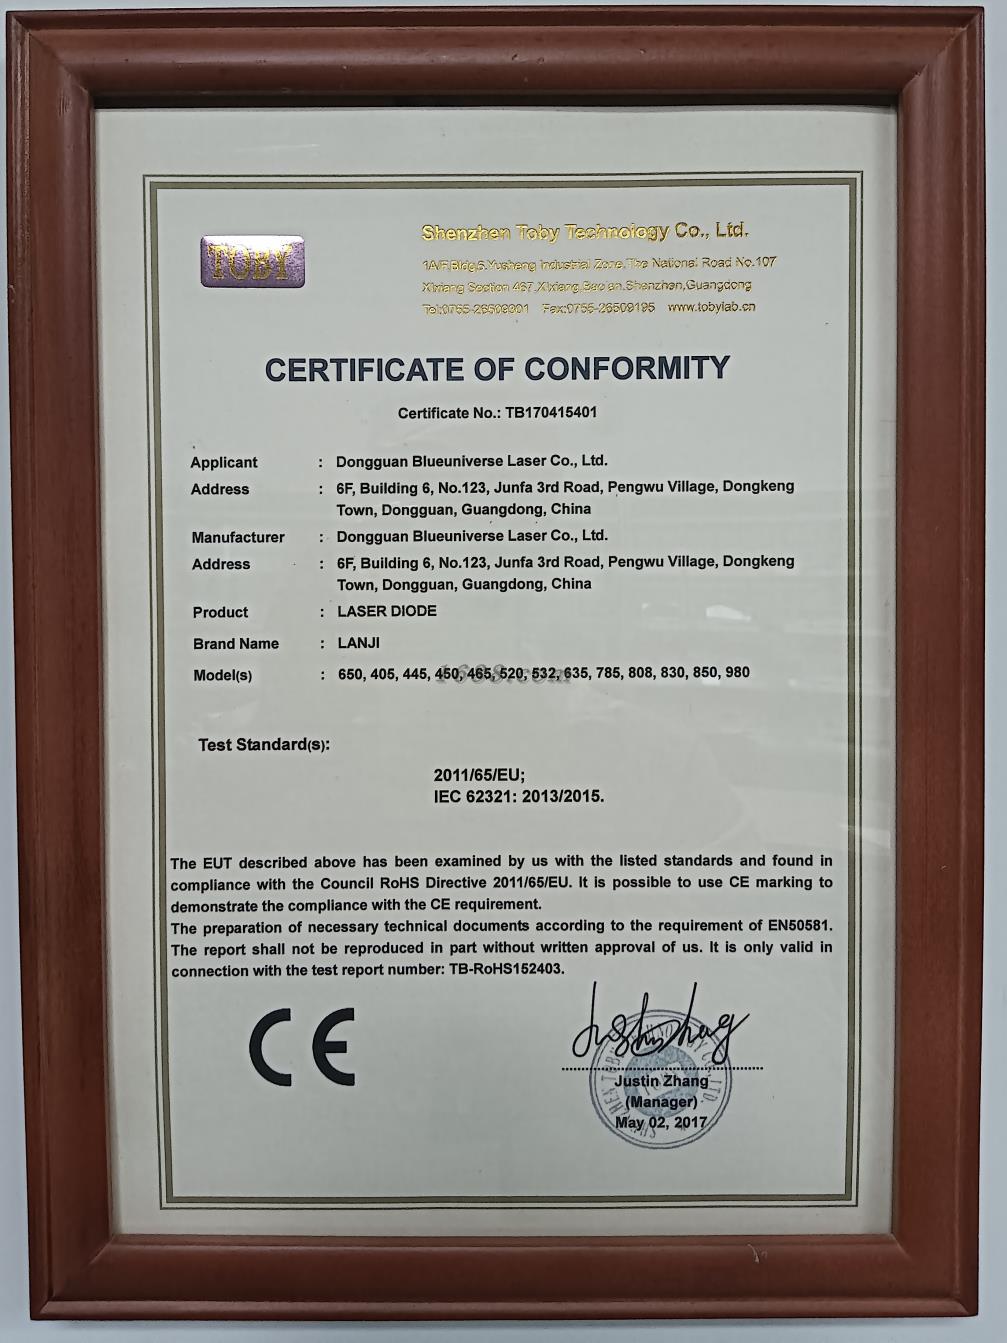 TOBY
Shenzhen Toby Technology Co., Ltd.
1A/F,Bldg6,Yusheng Industrial Zone,The National Road No.107
Xixiang Section 467,Xixiang,Bao an,Shenzhen,Guangdong
Tel:0755-26509301 Fax:0755-26509195 www.tobylab.cn
CERTIFICATE OF CONFORMITY
Certificate No.: TB170415401
Applicant : Dongguan Blueuniverse Laser Co., Ltd.
Address : 6F, Building 6, No.123, Junfa 3rd Road, Pengwu Village, Dongkeng
Town, Dongguan, Guangdong, China
Manufacturer : Dongguan Blueuniverse Laser Co., Ltd.
Address : 6F, Building 6, No.123, Junfa 3rd Road, Pengwu Village, Dongkeng
Town, Dongguan, Guangdong, China
Product : LASER DIODE
Brand Name : LANJI
Model(s) : 650, 405, 445, 450, 465, 520, 532, 635, 785, 808, 830, 850, 980
1688.com
Test Standard(s):
2011/65/EU;
IEC 62321: 2013/2015.
The EUT described above has been examined by us with the listed standards and found in
compliance with the Council RoHS Directive 2011/65/EU. It is possible to use CE marking to
demonstrate the compliance with the CE requirement.
The preparation of necessary technical documents according to the requirement of EN50581.
The report shall not be reproduced in part without written approval of us. It is only valid in
connection with the test report number: TB-RoHS152403.
CE
Justin Zhang
(Manager)
May 02, 2017